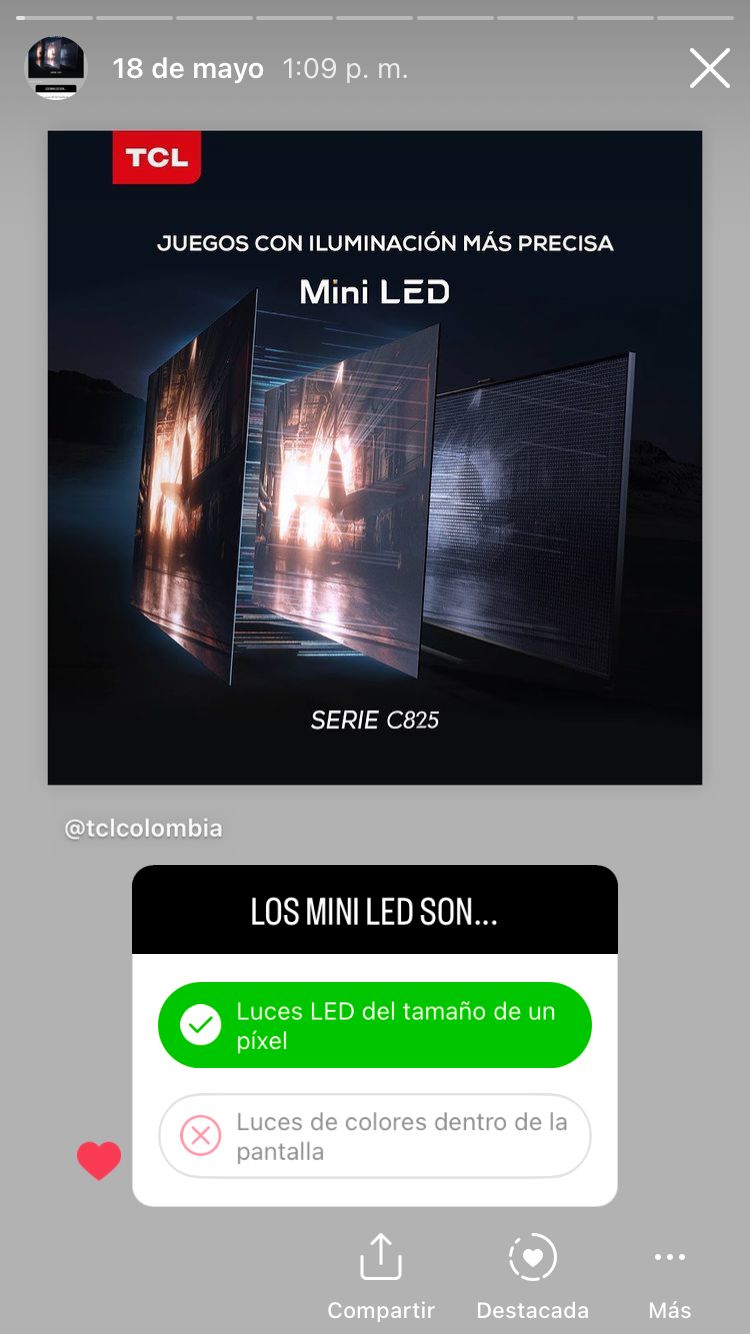 18 de mayo 1:09 p. m.
TCL
JUEGOS CON ILUMINACIÓN MÁS PRECISA
Mini LED
SERIE C825
@tclcolombia
LOS MINI LED SON...
Luces LED del tamaño de un
píxel
Luces de colores dentro de la
pantalla
Compartir Destacada Más